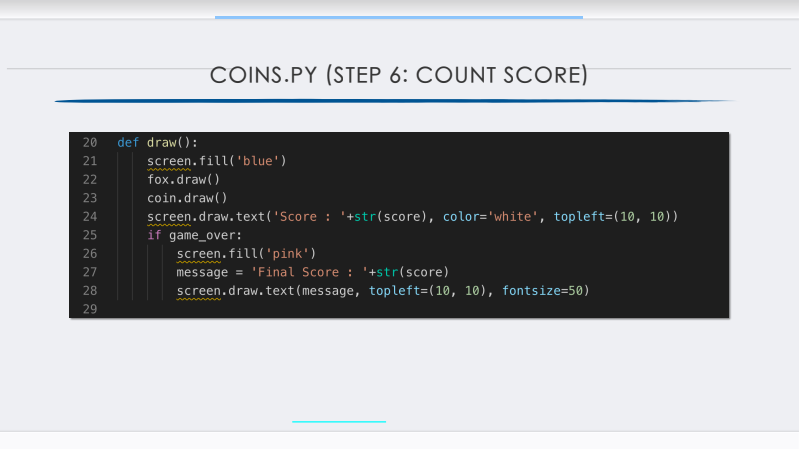 COINS.PY (STEP 6: COUNT SCORE)
20 def draw():
21     screen.fill('blue')
22     fox.draw()
23     coin.draw()
24     screen.draw.text('Score : '+str(score), color='white', topleft=(10, 10))
25     if game_over:
26         screen.fill('pink')
27         message = 'Final Score : '+str(score)
28         screen.draw.text(message, topleft=(10, 10), fontsize=50)
29